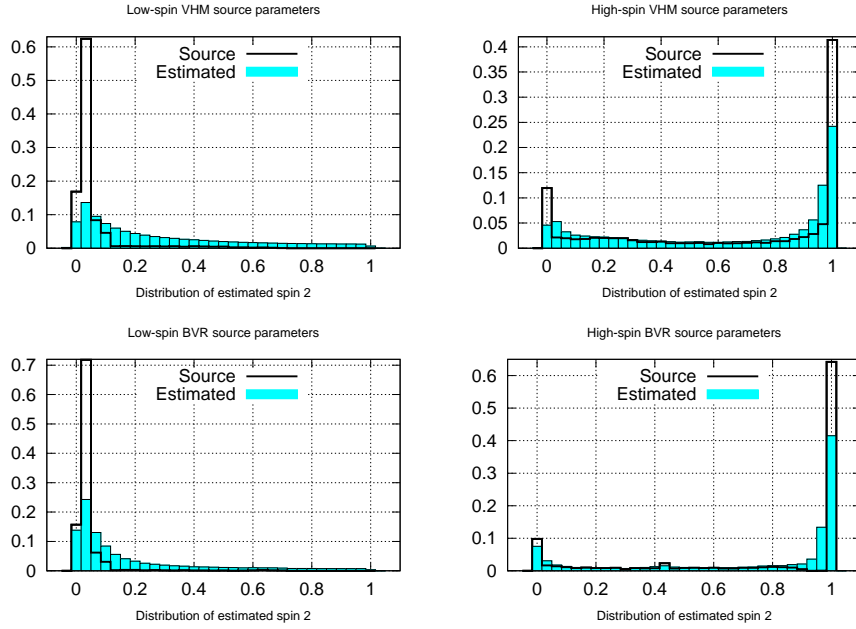 Low-spin VHM source parameters
0.6
0.5
0.4
0.3
0.2
0.1
0
Source
Estimated
0 0.2 0.4 0.6 0.8 1
Distribution of estimated spin 2
High-spin VHM source parameters
0.4
0.35
0.3
0.25
0.2
0.15
0.1
0.05
0
Source
Estimated
0 0.2 0.4 0.6 0.8 1
Distribution of estimated spin 2
Low-spin BVR source parameters
0.7
0.6
0.5
0.4
0.3
0.2
0.1
0
Source
Estimated
0 0.2 0.4 0.6 0.8 1
Distribution of estimated spin 2
High-spin BVR source parameters
0.6
0.5
0.4
0.3
0.2
0.1
0
Source
Estimated
0 0.2 0.4 0.6 0.8 1
Distribution of estimated spin 2